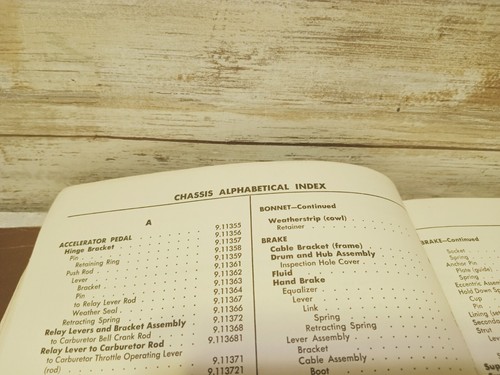 CHASSIS ALPHABETICAL INDEX
A
ACCELERATOR PEDAL 9.11355
Hinge Bracket 9.11356
Pin 9.11357
Retaining Ring 9.11358
Push Rod 9.11359
Lever 9.11361
Bracket 9.11362
Pin 9.11363
to Relay Lever Rod 9.11364
Weather Seal 9.11367
Retracting Spring 9.11366
Relay Levers and Bracket Assembly 9.11372
to Carburetor Bell Crank Rod 9.11368
Relay Lever to Carburetor Rod 9.113681
to Carburetor Throttle Operating Lever
(rod) 9.11371
9.113721
BONNET—Continued
Weatherstrip (cowl)
Retainer
BRAKE
Cable Bracket (frame)
Drum and Hub Assembly
Inspection Hole Cover
Fluid
Hand Brake
Equalizer
Lever
Link
Spring
Retracting Spring
Lever Assembly
Bracket
Cable Assembly
Boot
BRAKE—Continued
Socket
Spring
Anchor Pin
Plate (guide)
Spring
Eccentric
Hold Down
Cup
Pin
Lining
Strut